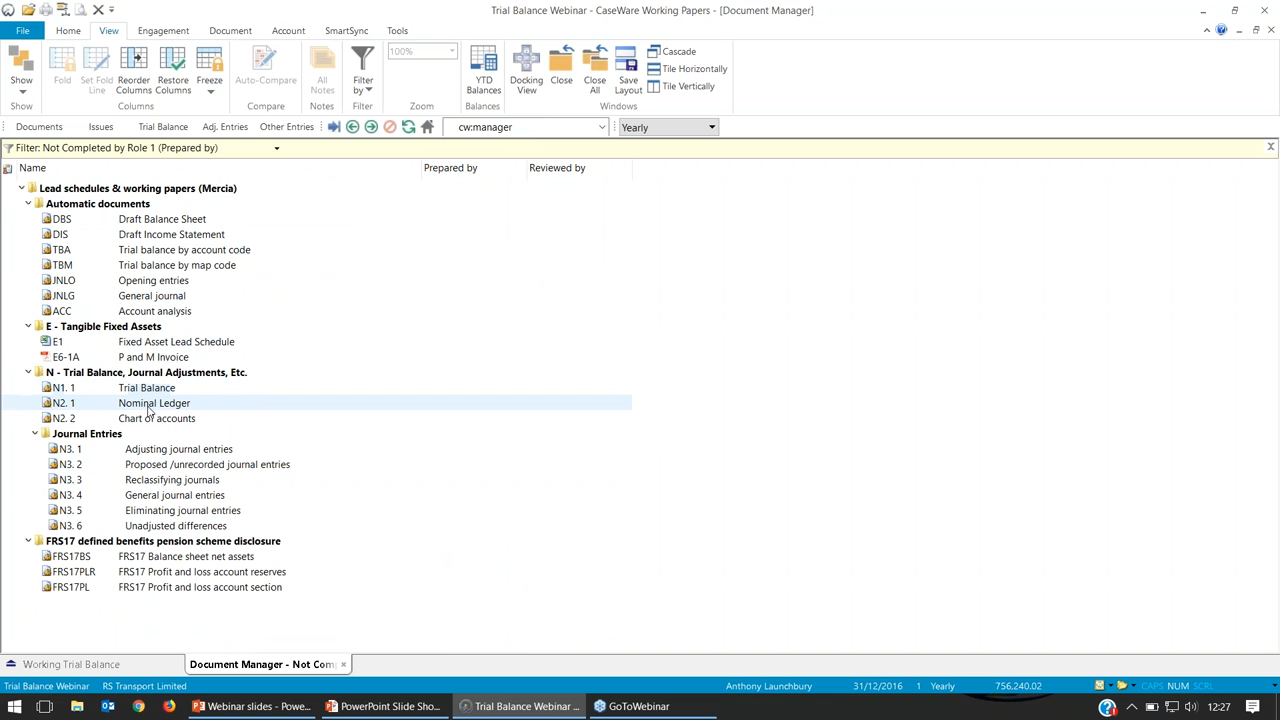 Trial Balance Webinar - CaseWare Working Papers - [Document Manager]
File Home View Engagement Document Account SmartSync Tools
Show Fold Set Fold Line Reorder Columns Restore Columns Freeze Auto-Compare All Notes Filter by 100% YTD Balances Docking View Close Close All Save Layout Cascade
Tile Horizontally
Tile Vertically
Show Columns Compare Notes Filter Zoom Balances Windows
Documents Issues Trial Balance Adj. Entries Other Entries cw:manager Yearly
Filter: Not Completed by Role 1 (Prepared by)
Name Prepared by Reviewed by
Lead schedules & working papers (Mercia)
Automatic documents
DBS Draft Balance Sheet
DIS Draft Income Statement
TBA Trial balance by account code
TBM Trial balance by map code
JNLO Opening entries
JNLG General journal
ACC Account analysis
E - Tangible Fixed Assets
E1 Fixed Asset Lead Schedule
E6-1A P and M Invoice
N - Trial Balance, Journal Adjustments, Etc.
N1. 1 Trial Balance
N2. 1 Nominal Ledger
N2. 2 Chart of accounts
Journal Entries
N3. 1 Adjusting journal entries
N3. 2 Proposed /unrecorded journal entries
N3. 3 Reclassifying journals
N3. 4 General journal entries
N3. 5 Eliminating journal entries
N3. 6 Unadjusted differences
FRS17 defined benefits pension scheme disclosure
FRS17BS FRS17 Balance sheet net assets
FRS17PLR FRS17 Profit and loss account reserves
FRS17PL FRS17 Profit and loss account section
Working Trial Balance Document Manager - Not Com
Trial Balance Webinar RS Transport Limited Anthony Launchbury 31/12/2016 1 Yearly 756,240.02 CAPS NUM SCRL
Webinar slides - Powe... PowerPoint Slide Sho... Trial Balance Webinar ... GoToWebinar 12:27